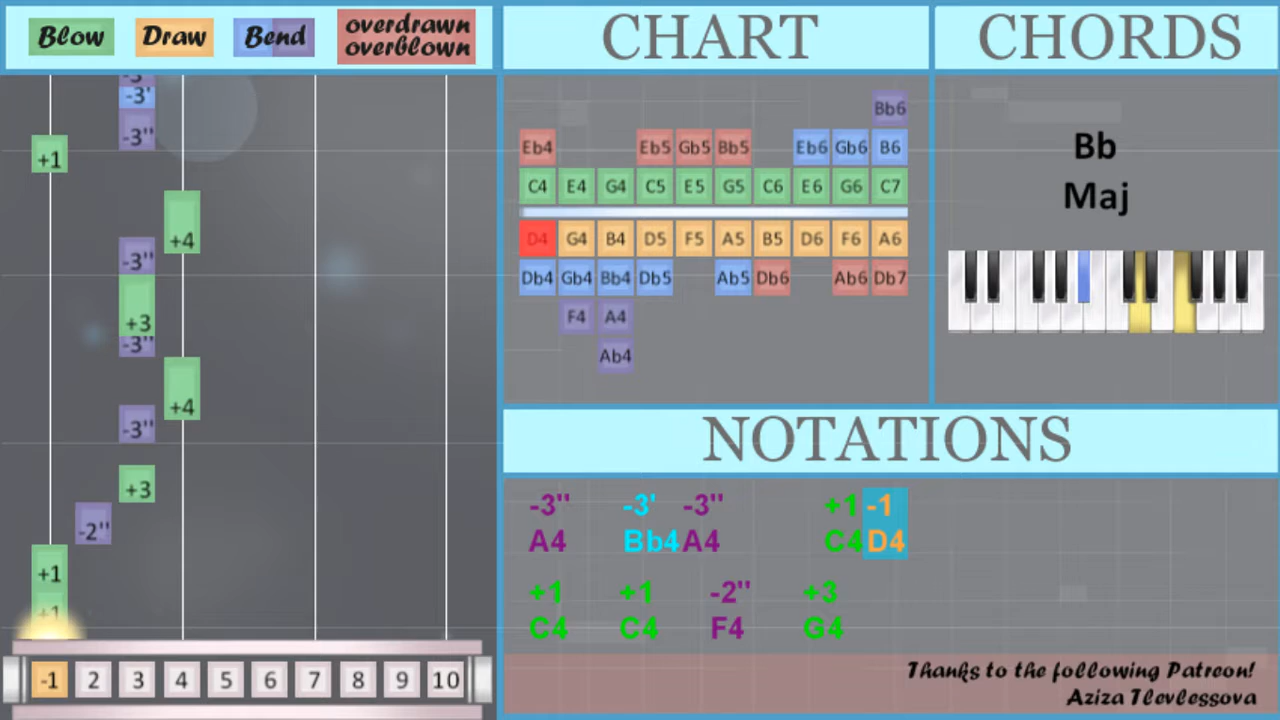 Blow
Draw
Bend
overdrawn
overblown
CHART
CHORDS
-3'
-3''
+1
+4
-3''
+3
-3''
+4
-3''
+3
-2''
+1
+1
-1 2 3 4 5 6 7 8 9 10
Bb6
Eb4 Eb5 Gb5 Bb5 Eb6 Gb6 B6
C4 E4 G4 C5 E5 G5 C6 E6 G6 C7
D4 G4 B4 D5 F5 A5 B5 D6 F6 A6
Db4 Gb4 Bb4 Db5 Ab5 Db6 Ab6 Db7
F4 A4
Ab4
Bb
Maj
NOTATIONS
-3'' -3' -3'' +1 -1
A4 Bb4 A4 C4 D4
+1 +1 -2'' +3
C4 C4 F4 G4
Thanks to the following Patreon!
Aziza Tlevlessova